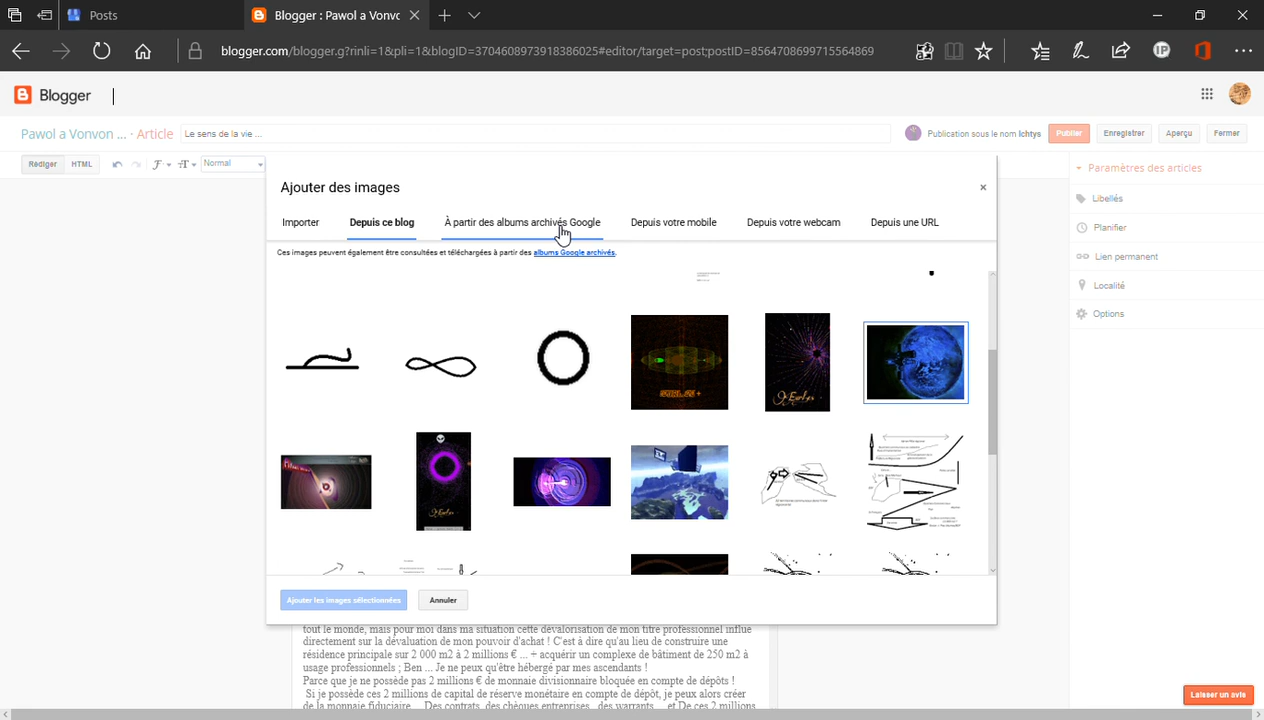 Posts
Blogger : Pawol a Vonvo
blogger.com/blogger.g?rinli=1&pli=1&blogID=3704608973918386025#editor/target=post;postID=8564708699715564869
Blogger
Pawol a Vonvon ... · Article
Le sens de la vie ...
Publication sous le nom Ichtys
Publier
Enregistrer
Aperçu
Fermer
Rédiger
HTML
Normal
Paramètres des articles
Libellés
Planifier
Lien permanent
Localité
Options
Ajouter des images
Importer
Depuis ce blog
À partir des albums archivés Google
Depuis votre mobile
Depuis votre webcam
Depuis une URL
Ces images peuvent également être consultées et téléchargées à partir des albums Google archivés.
Ajouter les images sélectionnées
Annuler
tout le monde, mais pour moi dans ma situation cette dévalorisation de mon titre professionnel influe
directement sur la dévaluation de mon pouvoir d'achat ! C'est à dire qu'au lieu de construire une
résidence principale sur 2 000 m2 à 2 millions € ... + acquérir un complexe de bâtiment de 250 m2 à
usage professionnels ; Ben ... Je ne peux qu'être hébergé par mes ascendants !
Parce que je ne possède pas 2 millions € de monnaie divisionnaire bloquée en compte de dépôts !
Si je possède ces 2 millions de capital de réserve monétaire en compte de dépôt, je peux alors créer
de la monnaie fiduciaire ... Des contrats, des chèques entreprises, des warrants ... et De ces 2 millions
Laisser un avis